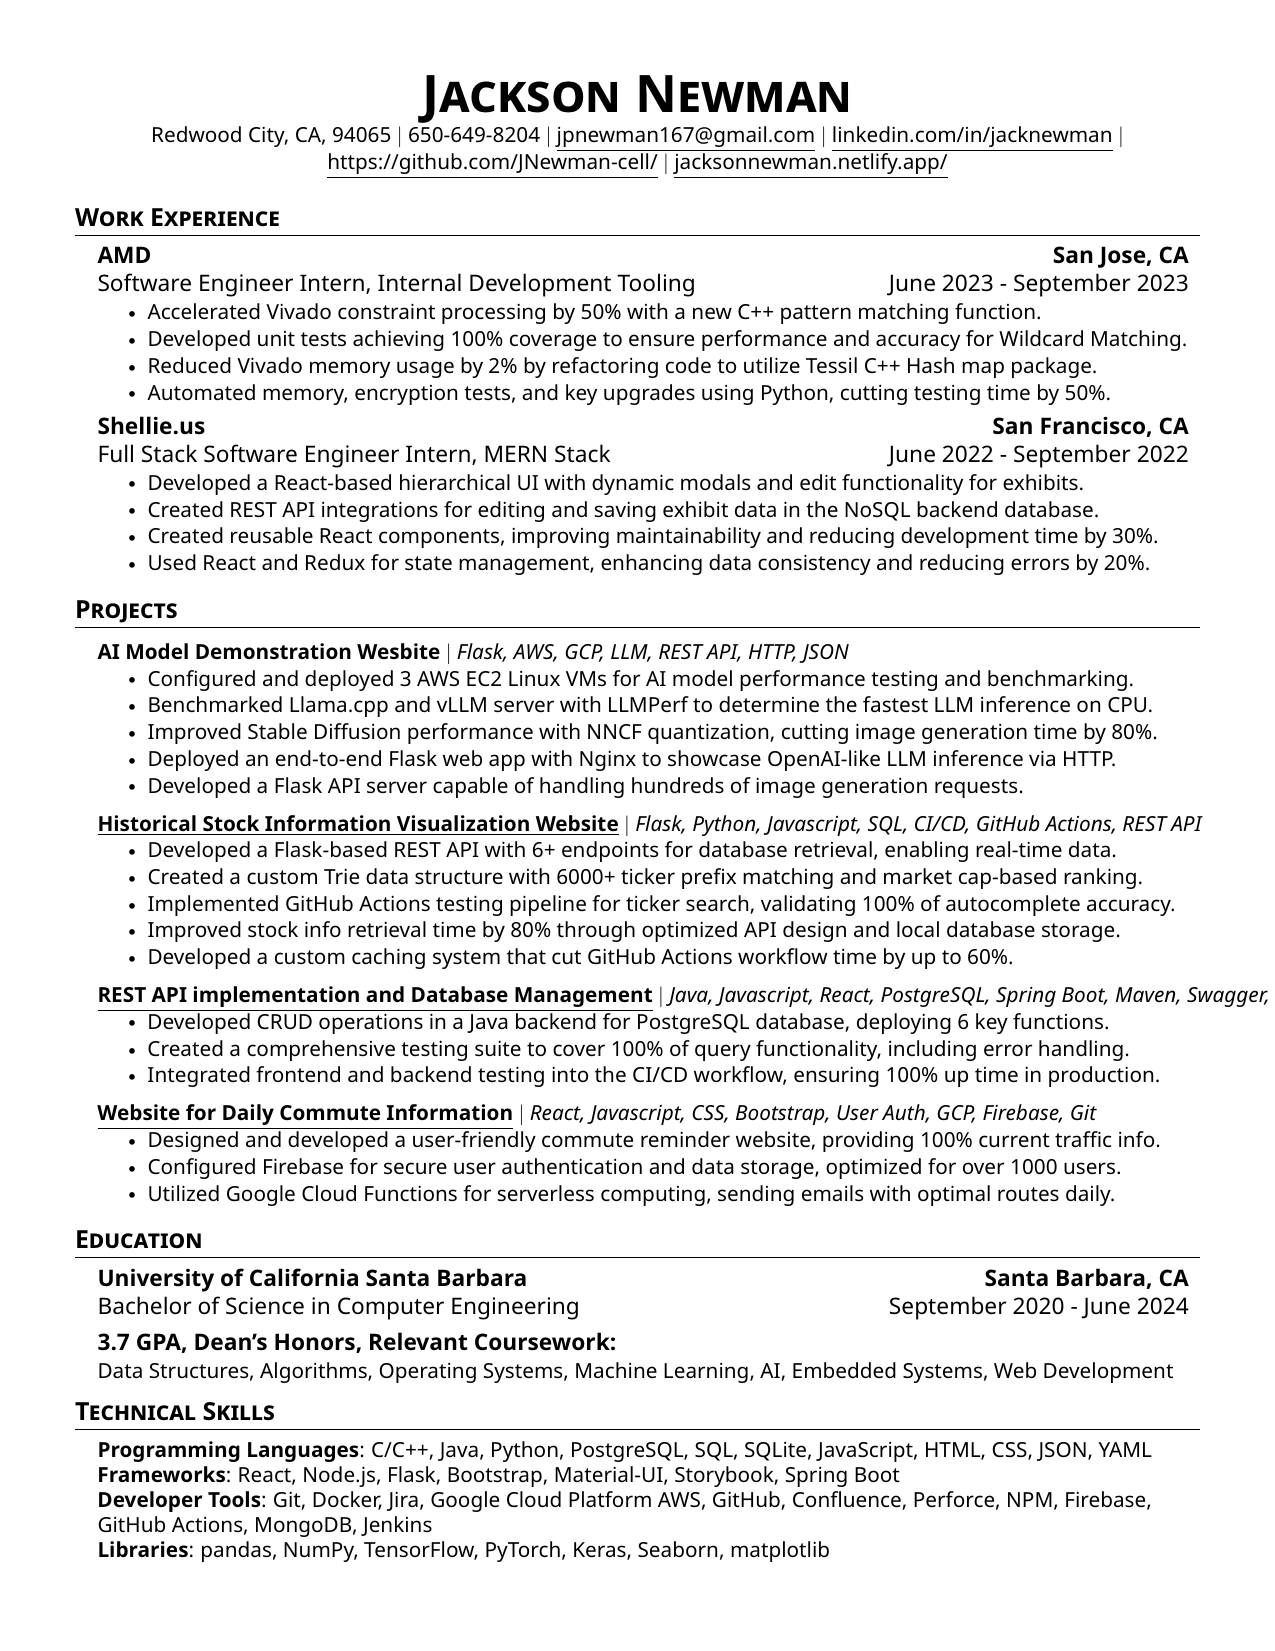 Jackson Newman
Redwood City, CA, 94065 | 650-649-8204 | jpnewman167@gmail.com | linkedin.com/in/jacknewman |
https://github.com/JNewman-cell/ | jacksonnewman.netlify.app/
Work Experience
AMD San Jose, CA
Software Engineer Intern, Internal Development Tooling June 2023 - September 2023
• Accelerated Vivado constraint processing by 50% with a new C++ pattern matching function.
• Developed unit tests achieving 100% coverage to ensure performance and accuracy for Wildcard Matching.
• Reduced Vivado memory usage by 2% by refactoring code to utilize Tessil C++ Hash map package.
• Automated memory, encryption tests, and key upgrades using Python, cutting testing time by 50%.
Shellie.us San Francisco, CA
Full Stack Software Engineer Intern, MERN Stack June 2022 - September 2022
• Developed a React-based hierarchical UI with dynamic modals and edit functionality for exhibits.
• Created REST API integrations for editing and saving exhibit data in the NoSQL backend database.
• Created reusable React components, improving maintainability and reducing development time by 30%.
• Used React and Redux for state management, enhancing data consistency and reducing errors by 20%.
Projects
AI Model Demonstration Wesbite | Flask, AWS, GCP, LLM, REST API, HTTP, JSON
• Configured and deployed 3 AWS EC2 Linux VMs for AI model performance testing and benchmarking.
• Benchmarked Llama.cpp and vLLM server with LLMPerf to determine the fastest LLM inference on CPU.
• Improved Stable Diffusion performance with NNCF quantization, cutting image generation time by 80%.
• Deployed an end-to-end Flask web app with Nginx to showcase OpenAI-like LLM inference via HTTP.
• Developed a Flask API server capable of handling hundreds of image generation requests.
Historical Stock Information Visualization Website | Flask, Python, Javascript, SQL, CI/CD, GitHub Actions, REST API
• Developed a Flask-based REST API with 6+ endpoints for database retrieval, enabling real-time data.
• Created a custom Trie data structure with 6000+ ticker prefix matching and market cap-based ranking.
• Implemented GitHub Actions testing pipeline for ticker search, validating 100% of autocomplete accuracy.
• Improved stock info retrieval time by 80% through optimized API design and local database storage.
• Developed a custom caching system that cut GitHub Actions workflow time by up to 60%.
REST API implementation and Database Management | Java, Javascript, React, PostgreSQL, Spring Boot, Maven, Swagger,
• Developed CRUD operations in a Java backend for PostgreSQL database, deploying 6 key functions.
• Created a comprehensive testing suite to cover 100% of query functionality, including error handling.
• Integrated frontend and backend testing into the CI/CD workflow, ensuring 100% up time in production.
Website for Daily Commute Information | React, Javascript, CSS, Bootstrap, User Auth, GCP, Firebase, Git
• Designed and developed a user-friendly commute reminder website, providing 100% current traffic info.
• Configured Firebase for secure user authentication and data storage, optimized for over 1000 users.
• Utilized Google Cloud Functions for serverless computing, sending emails with optimal routes daily.
Education
University of California Santa Barbara Santa Barbara, CA
Bachelor of Science in Computer Engineering September 2020 - June 2024
3.7 GPA, Dean’s Honors, Relevant Coursework:
Data Structures, Algorithms, Operating Systems, Machine Learning, AI, Embedded Systems, Web Development
Technical Skills
Programming Languages: C/C++, Java, Python, PostgreSQL, SQL, SQLite, JavaScript, HTML, CSS, JSON, YAML
Frameworks: React, Node.js, Flask, Bootstrap, Material-UI, Storybook, Spring Boot
Developer Tools: Git, Docker, Jira, Google Cloud Platform AWS, GitHub, Confluence, Perforce, NPM, Firebase,
GitHub Actions, MongoDB, Jenkins
Libraries: pandas, NumPy, TensorFlow, PyTorch, Keras, Seaborn, matplotlib